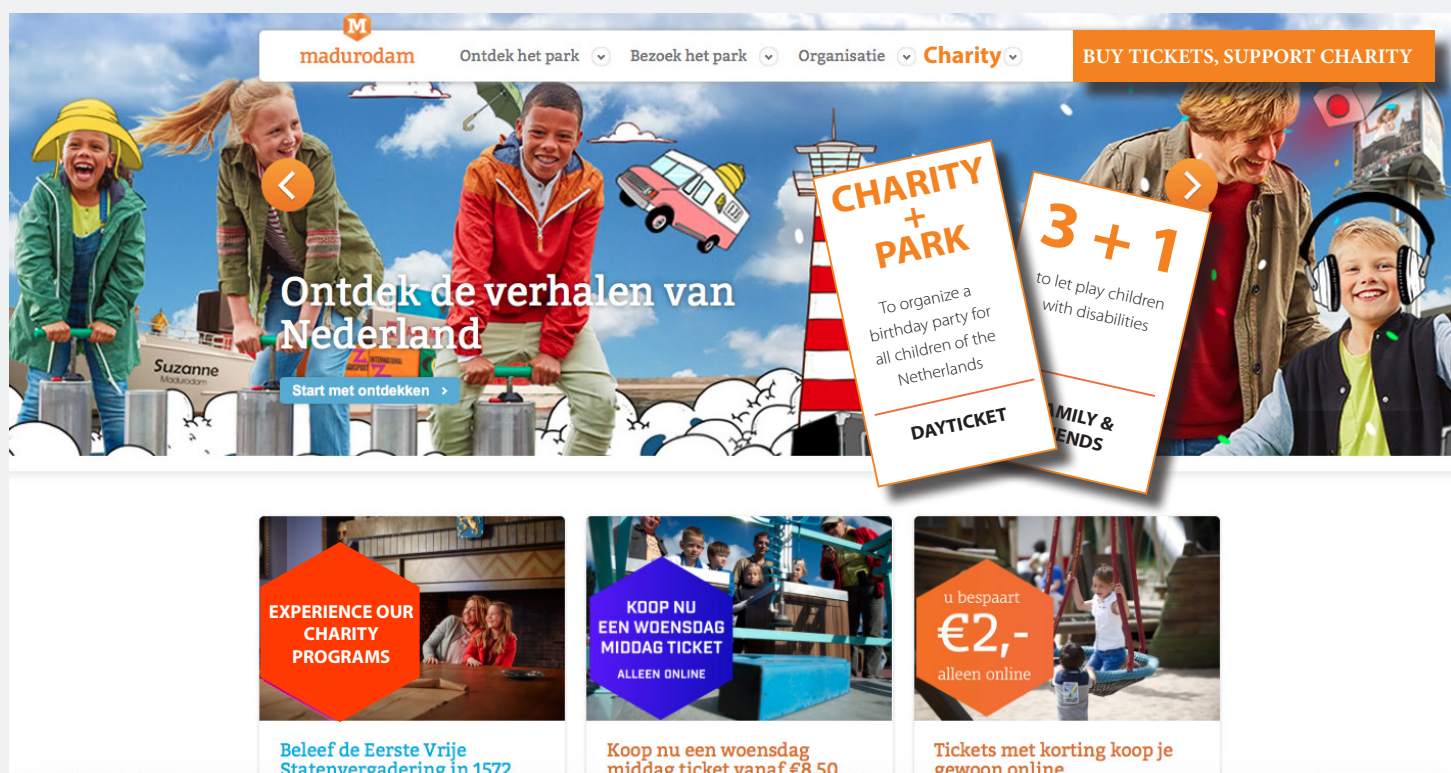 M
madurodam
Ontdek het park
Bezoek het park
Organisatie
Charity
BUY TICKETS, SUPPORT CHARITY
Ontdek de verhalen van
Nederland
Start met ontdekken
Suzanne
Madurodam
INTERNATIONAL
CHARITY
+
PARK
To organize a
birthday party for
all children of the
Netherlands
DAYTICKET
3 + 1
to let play children
with disabilities
AMILY &
ENDS
EXPERIENCE OUR
CHARITY
PROGRAMS
KOOP NU
EEN WOENSDAG
MIDDAG TICKET
ALLEEN ONLINE
u bespaart
€2,-
alleen online
Beleef de Eerste Vrije
Statenvergadering in 1572
Koop nu een woensdag
middag ticket vanaf €8,50
Tickets met korting koop je
gewoon online